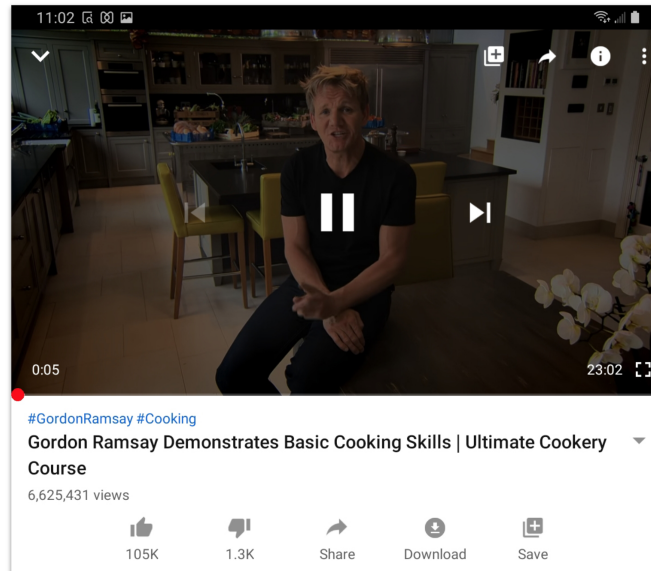 11:02
0:05
23:02
#GordonRamsay #Cooking
Gordon Ramsay Demonstrates Basic Cooking Skills | Ultimate Cookery
Course
6,625,431 views
105K 1.3K Share Download Save